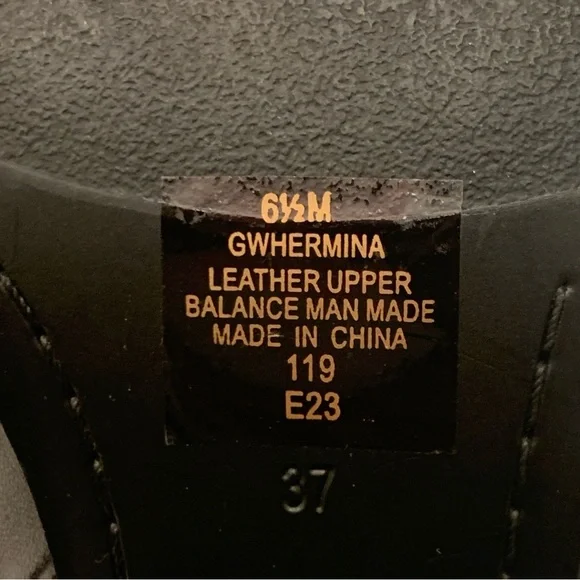 6½M
GWHERMINA
LEATHER UPPER
BALANCE MAN MADE
MADE IN CHINA
119
E23
37